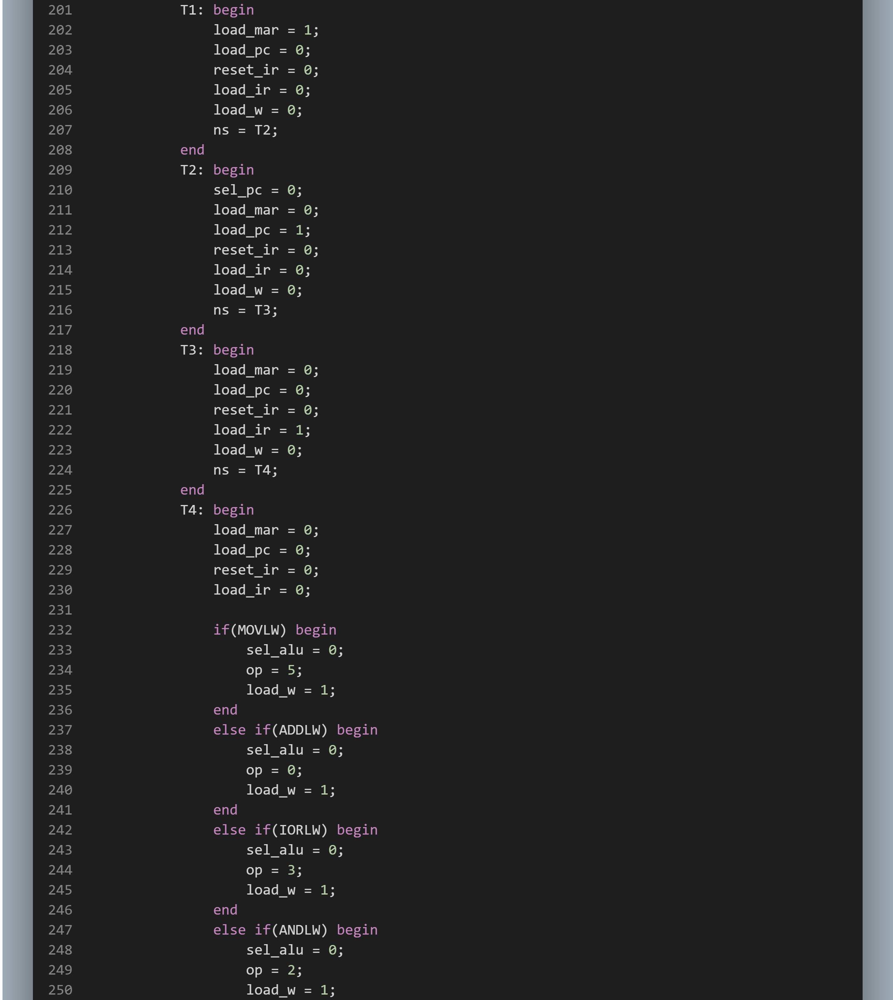 201 T1: begin
202 load_mar = 1;
203 load_pc = 0;
204 reset_ir = 0;
205 load_ir = 0;
206 load_w = 0;
207 ns = T2;
208 end
209 T2: begin
210 sel_pc = 0;
211 load_mar = 0;
212 load_pc = 1;
213 reset_ir = 0;
214 load_ir = 0;
215 load_w = 0;
216 ns = T3;
217 end
218 T3: begin
219 load_mar = 0;
220 load_pc = 0;
221 reset_ir = 0;
222 load_ir = 1;
223 load_w = 0;
224 ns = T4;
225 end
226 T4: begin
227 load_mar = 0;
228 load_pc = 0;
229 reset_ir = 0;
230 load_ir = 0;
231
232 if(MOVLW) begin
233 sel_alu = 0;
234 op = 5;
235 load_w = 1;
236 end
237 else if(ADDLW) begin
238 sel_alu = 0;
239 op = 0;
240 load_w = 1;
241 end
242 else if(IORLW) begin
243 sel_alu = 0;
244 op = 3;
245 load_w = 1;
246 end
247 else if(ANDLW) begin
248 sel_alu = 0;
249 op = 2;
250 load_w = 1;